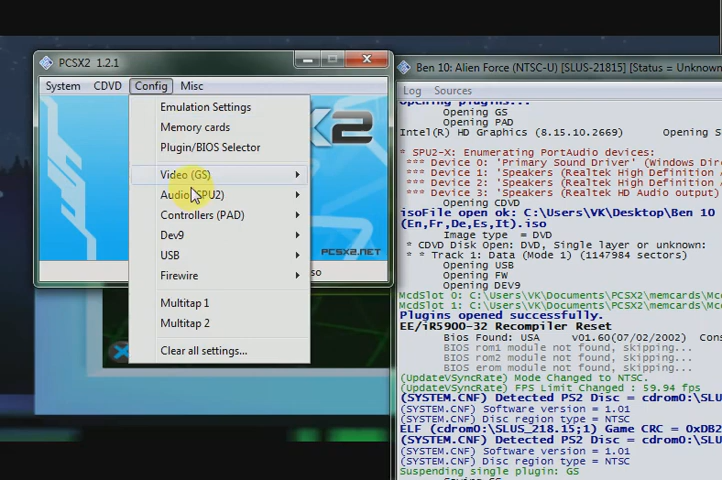 PCSX2 1.2.1
System CDVD Config Misc
Emulation Settings
Memory cards
Plugin/BIOS Selector
Video (GS)
Audio (SPU2)
Controllers (PAD)
Dev9
USB
Firewire
Multitap 1
Multitap 2
Clear all settings...
X2
PCSX2.NET
so
Ben 10: Alien Force (NTSC-U) [SLUS-21815] [Status = Unknown
Log Sources
Opening plugins...
Opening GS
Opening PAD
Intel(R) HD Graphics (8.15.10.2669) Opening S
* SPU2-X: Enumerating PortAudio devices:
*** Device 0: 'Primary Sound Driver' (Windows Dire
*** Device 1: 'Speakers (Realtek High Definition
*** Device 2: 'Speakers (Realtek High Definition A
*** Device 3: 'Speakers (Realtek HD Audio output)
Opening CDVD
isoFile open ok: C:\Users\VK\Desktop\Ben 10
(En,Fr,De,Es,It).iso
Image type = DVD
* CDVD Disk Open: DVD, Single layer or unknown:
* * Track 1: Data (Mode 1) (1147984 sectors)
Opening USB
Opening FW
Opening DEV9
McdSlot 0: C:\Users\VK\Documents\PCSX2\memcards\Mc
McdSlot 1: C:\Users\VK\Documents\PCSX2\memcards\Mc
Plugins opened successfully.
EE/iR5900-32 Recompiler Reset
Bios Found: USA v01.60(07/02/2002) Conso
BIOS rom1 module not found, skipping...
BIOS rom2 module not found, skipping...
BIOS erom module not found, skipping...
(UpdateVSyncRate) Mode Changed to NTSC.
(UpdateVSyncRate) FPS Limit Changed : 59.94 fps
(SYSTEM.CNF) Detected PS2 Disc = cdrom0:\SLU
(SYSTEM.CNF) Software version = 1.01
(SYSTEM.CNF) Disc region type = NTSC
ELF (cdrom0:\SLUS_218.15;1) Game CRC = 0xDB2
(SYSTEM.CNF) Detected PS2 Disc = cdrom0:\SLU
(SYSTEM.CNF) Software version = 1.01
(SYSTEM.CNF) Disc region type = NTSC
Suspending single plugin: GS